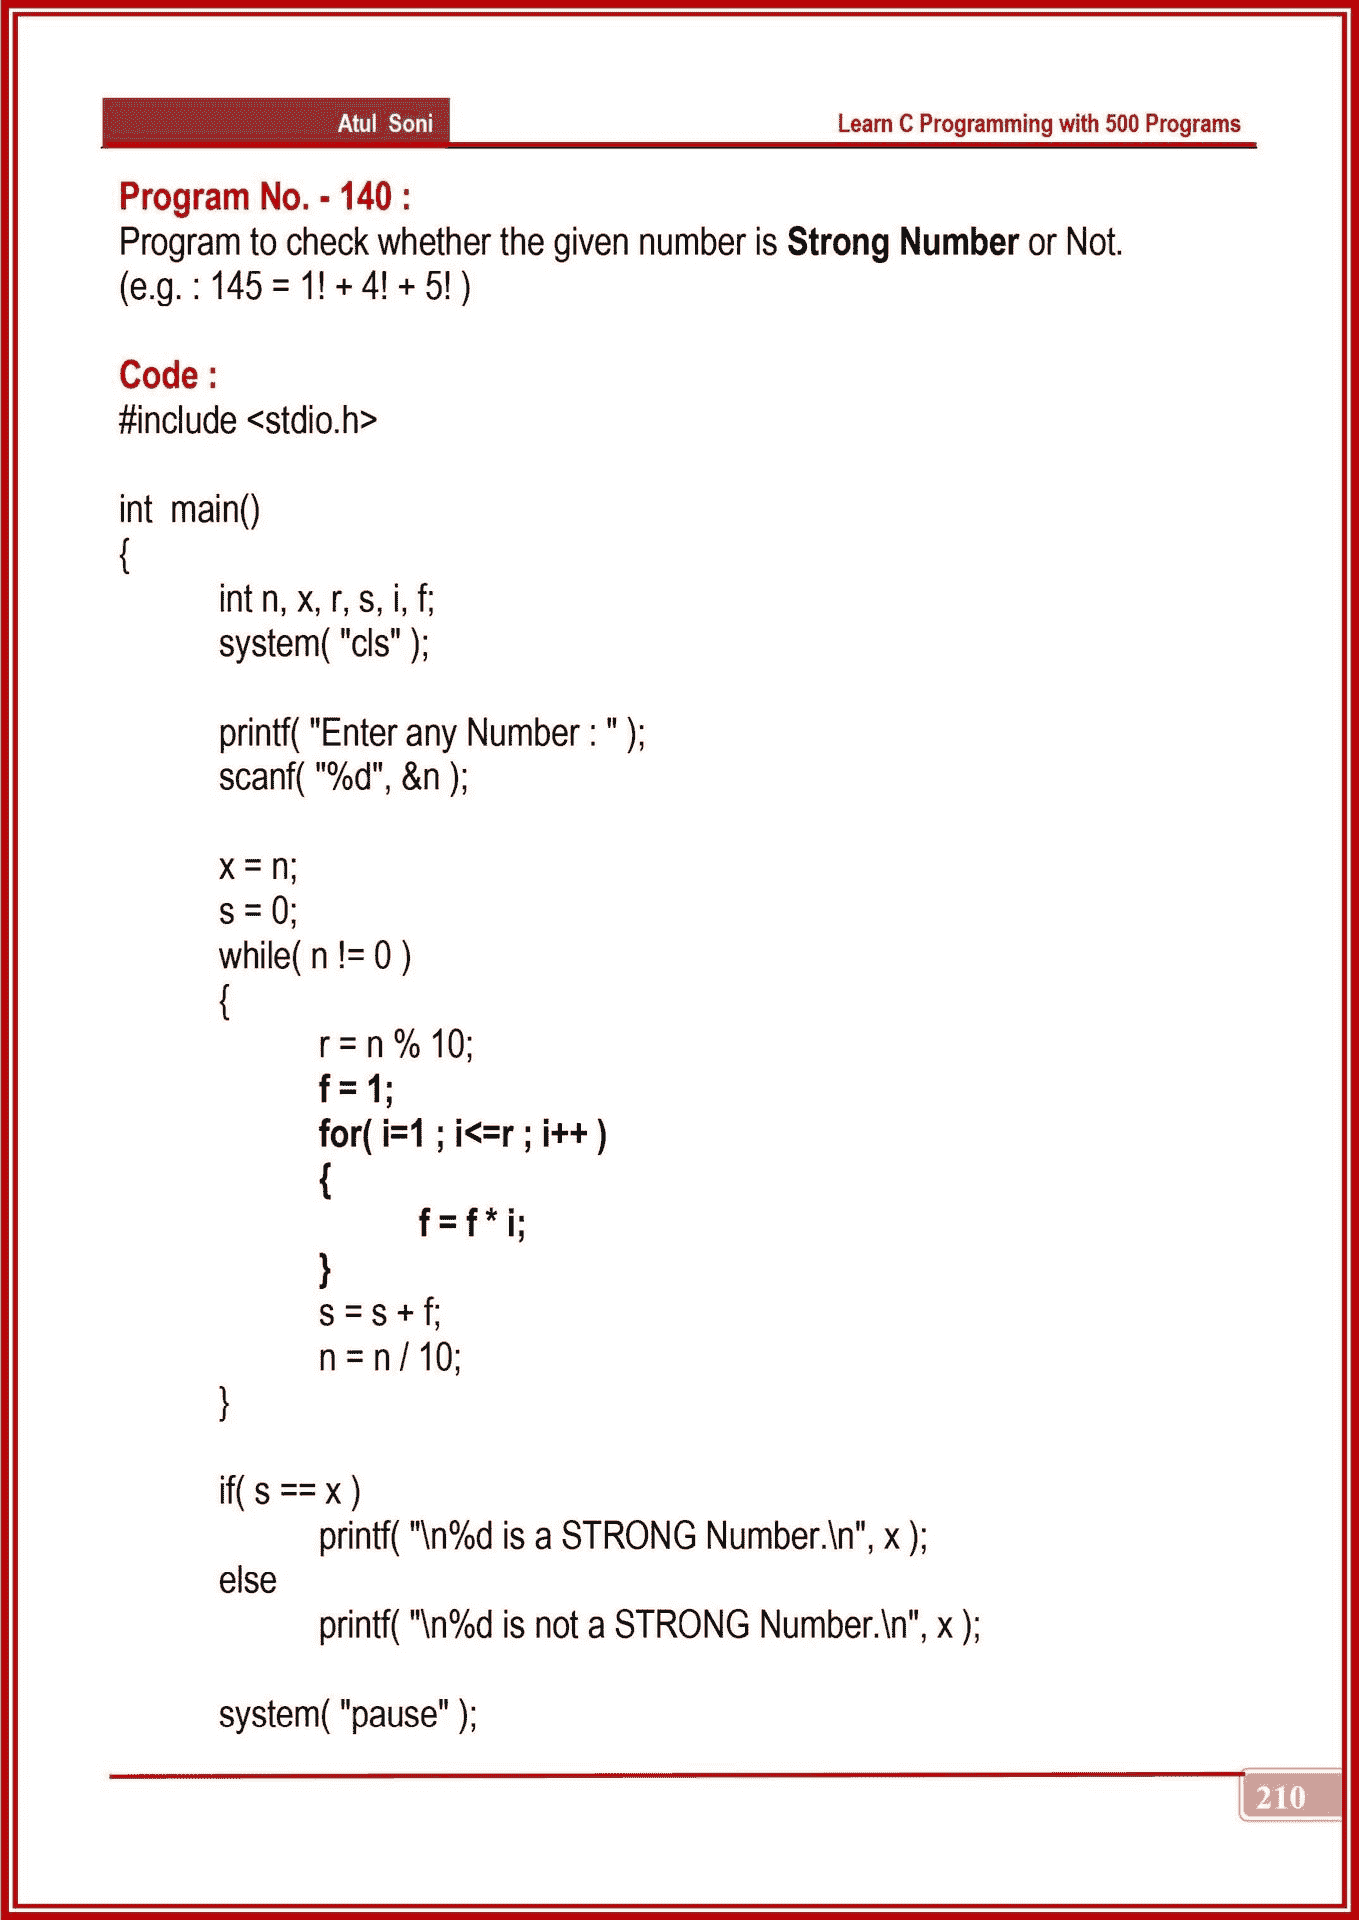 Atul Soni
Learn C Programming with 500 Programs
Program No. - 140 :
Program to check whether the given number is Strong Number or Not.
(e.g. : 145 = 1! + 4! + 5! )
Code :
#include <stdio.h>
int main()
{
int n, x, r, s, i, f;
system( "cls" );
printf( "Enter any Number : " );
scanf( "%d", &n );
x = n;
s = 0;
while( n != 0 )
{
r = n % 10;
f = 1;
for( i=1 ; i<=r ; i++ )
{
f = f * i;
}
s = s + f;
n = n / 10;
}
if( s == x )
printf( "\n%d is a STRONG Number.\n", x );
else
printf( "\n%d is not a STRONG Number.\n", x );
system( "pause" );
210